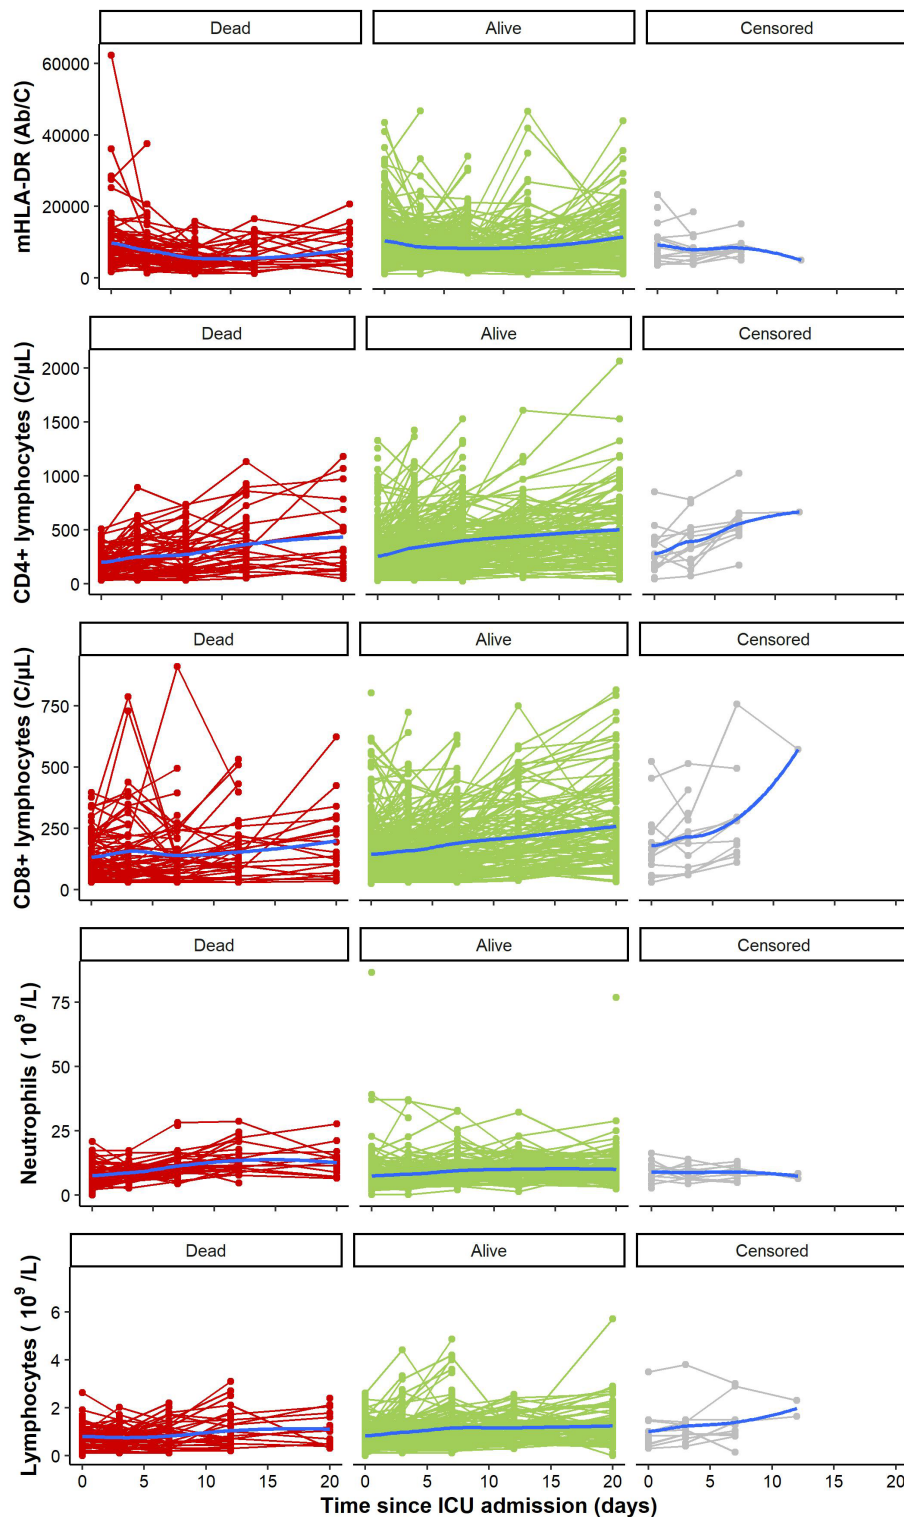 Dead Alive Censored
mHLA-DR (Ab/C)
60000
40000
20000
0
Dead Alive Censored
CD4+ lymphocytes (C/µL)
2000
1500
1000
500
0
Dead Alive Censored
CD8+ lymphocytes (C/µL)
750
500
250
0
Dead Alive Censored
Neutrophils ( 10⁹ /L)
75
50
25
0
Dead Alive Censored
Lymphocytes ( 10⁹ /L)
6
4
2
0
0 5 10 15 20 0 5 10 15 20 0 5 10 15 20
Time since ICU admission (days)